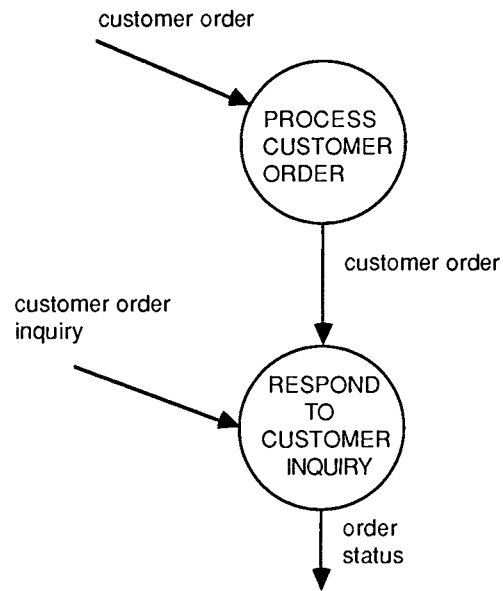 customer order
PROCESS
CUSTOMER
ORDER
customer order
customer order
inquiry
RESPOND
TO
CUSTOMER
INQUIRY
order
status